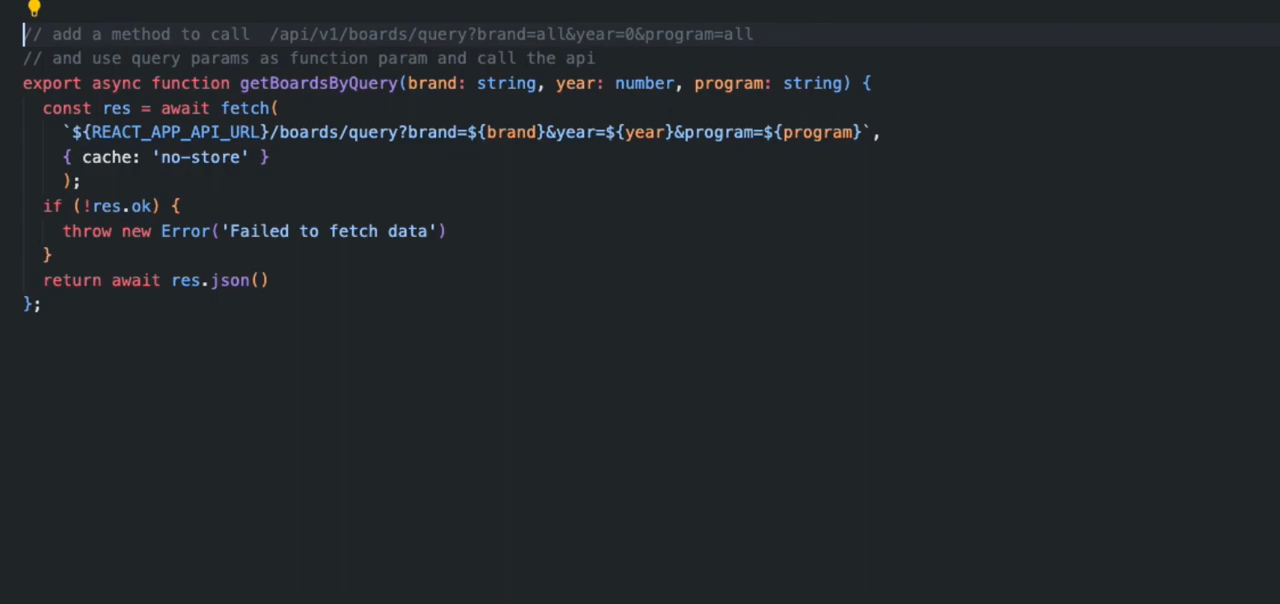 // add a method to call  /api/v1/boards/query?brand=all&year=0&program=all
// and use query params as function param and call the api
export async function getBoardsByQuery(brand: string, year: number, program: string) {
  const res = await fetch(
    `${REACT_APP_API_URL}/boards/query?brand=${brand}&year=${year}&program=${program}`,
    { cache: 'no-store' }
    );
  if (!res.ok) {
    throw new Error('Failed to fetch data')
  }
  return await res.json()
};